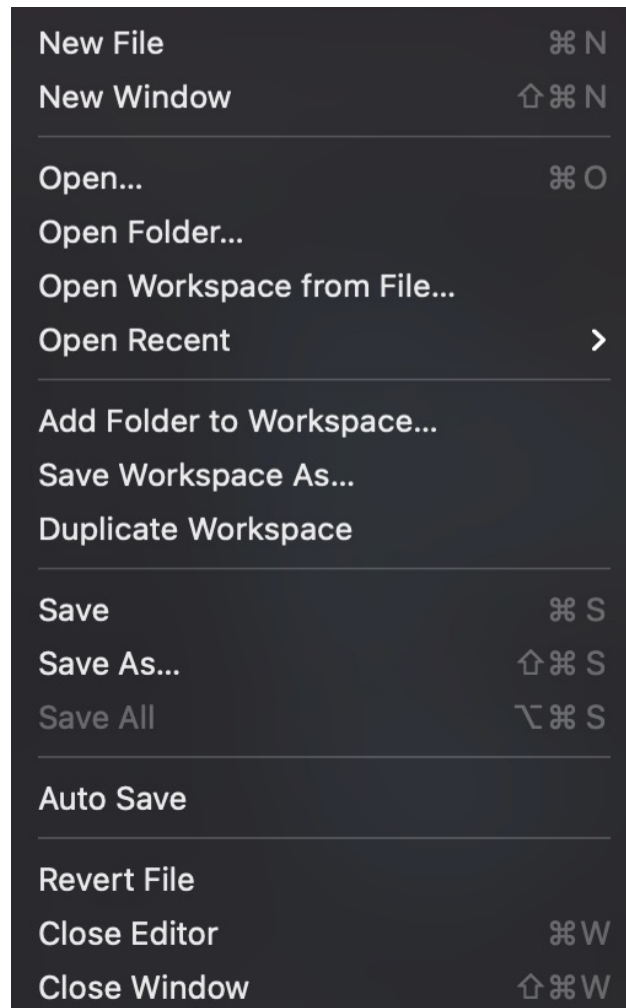 New File ⌘ N
New Window ⇧⌘ N
Open...  ⌘ O
Open Folder...
Open Workspace from File...
Open Recent
Add Folder to Workspace...
Save Workspace As...
Duplicate Workspace
Save ⌘ S
Save As... ⇧⌘ S
Save All ⌥⌘ S
Auto Save
Revert File
Close Editor ⌘W
Close Window ⇧⌘W